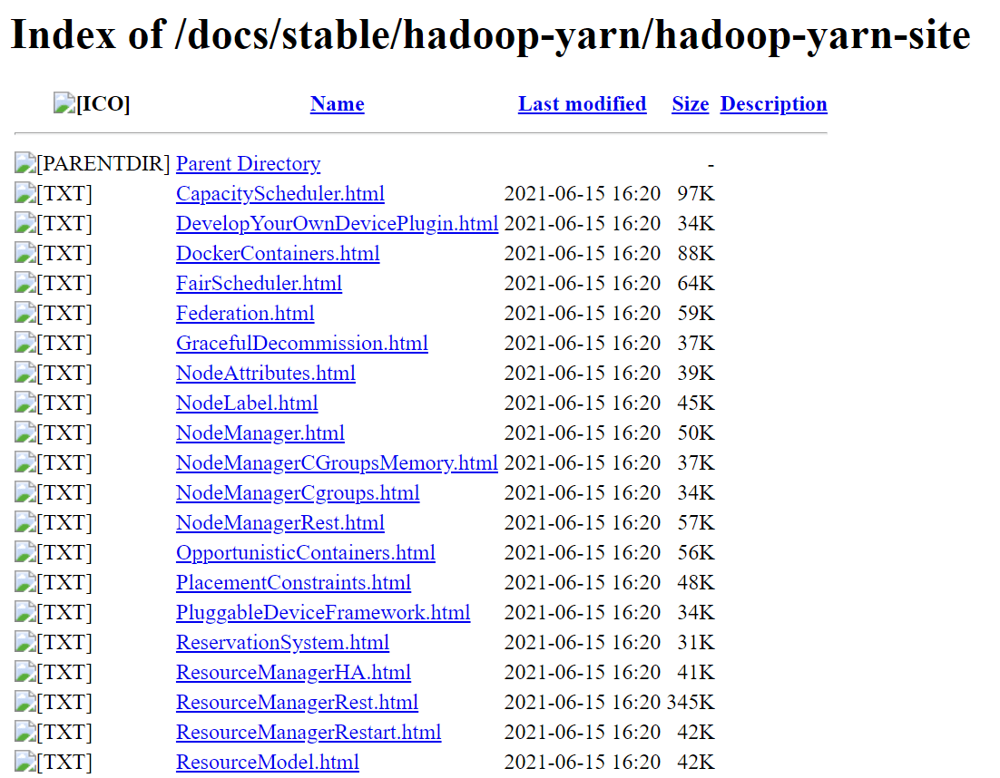 Index of /docs/stable/hadoop-yarn/hadoop-yarn-site
[ICO] Name Last modified Size Description
[PARENTDIR] Parent Directory -
[TXT] CapacityScheduler.html 2021-06-15 16:20 97K
[TXT] DevelopYourOwnDevicePlugin.html 2021-06-15 16:20 34K
[TXT] DockerContainers.html 2021-06-15 16:20 88K
[TXT] FairScheduler.html 2021-06-15 16:20 64K
[TXT] Federation.html 2021-06-15 16:20 59K
[TXT] GracefulDecommission.html 2021-06-15 16:20 37K
[TXT] NodeAttributes.html 2021-06-15 16:20 39K
[TXT] NodeLabel.html 2021-06-15 16:20 45K
[TXT] NodeManager.html 2021-06-15 16:20 50K
[TXT] NodeManagerCGroupsMemory.html 2021-06-15 16:20 37K
[TXT] NodeManagerCgroups.html 2021-06-15 16:20 34K
[TXT] NodeManagerRest.html 2021-06-15 16:20 57K
[TXT] OpportunisticContainers.html 2021-06-15 16:20 56K
[TXT] PlacementConstraints.html 2021-06-15 16:20 48K
[TXT] PluggableDeviceFramework.html 2021-06-15 16:20 34K
[TXT] ReservationSystem.html 2021-06-15 16:20 31K
[TXT] ResourceManagerHA.html 2021-06-15 16:20 41K
[TXT] ResourceManagerRest.html 2021-06-15 16:20 345K
[TXT] ResourceManagerRestart.html 2021-06-15 16:20 42K
[TXT] ResourceModel.html 2021-06-15 16:20 42K